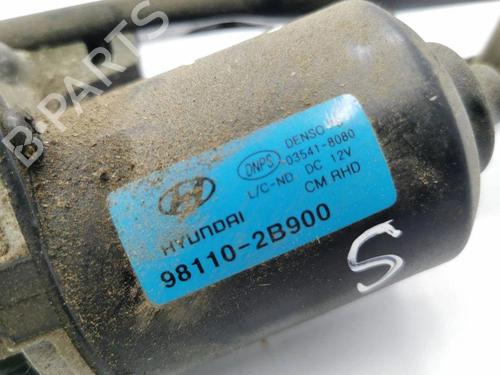 B PARTS
DENSO
DNPS 03541-8080
L/C-ND DC 12V
CM RHD
HYUNDAI
98110-2B900
S